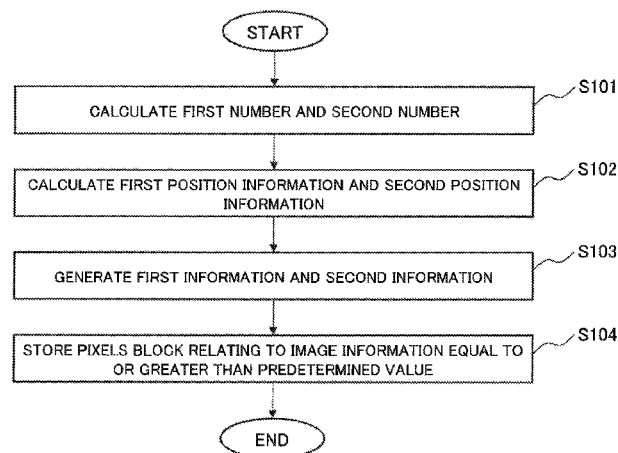 START
S101
CALCULATE FIRST NUMBER AND SECOND NUMBER
S102
CALCULATE FIRST POSITION INFORMATION AND SECOND POSITION
INFORMATION
S103
GENERATE FIRST INFORMATION AND SECOND INFORMATION
S104
STORE PIXELS BLOCK RELATING TO IMAGE INFORMATION EQUAL TO
OR GREATER THAN PREDETERMINED VALUE
END